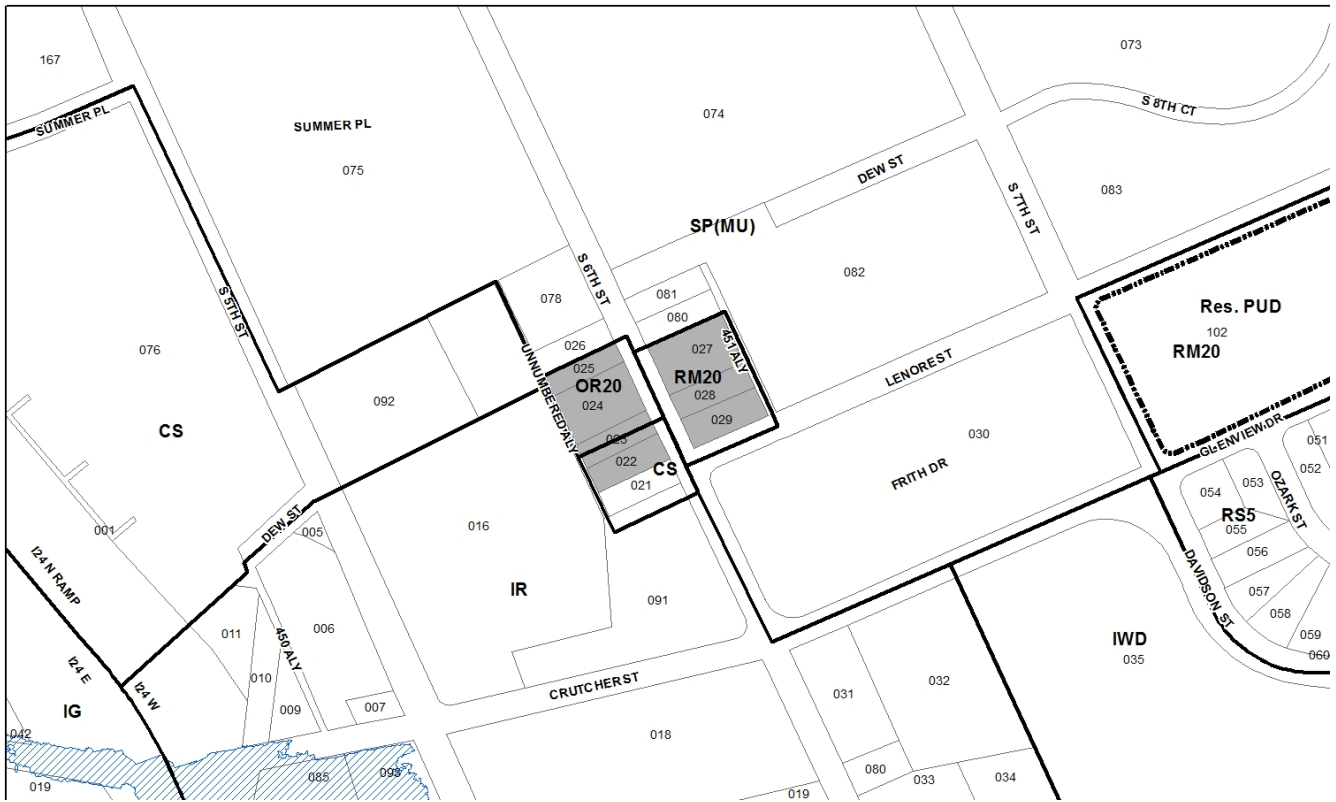 073
167
S 8TH CT
074
SUMMER PL
SUMMER PL
075
DEW ST
083
S 7TH ST
SP(MU)
082
S 6TH ST
078
081
080
S 5TH ST
Res. PUD
102
RM20
076
UNNUMBERED ALY
026
025
027
451 ALY
OR20
RM20
LENORE ST
092
024
028
029
CS
023
022
CS
021
030
FRITH DR
GLENVIEW DR
051
052
053
054
OZARK ST
RS5
055
056
057
058
059
060
DAVIDSON ST
001
DEW ST
005
016
I24 N RAMP
IR
091
011
006
450 ALY
IWD
035
I24 E
I24 W
010
009
007
CRUTCHER ST
031
032
IG
042
018
085
093
080
033
034
019
019